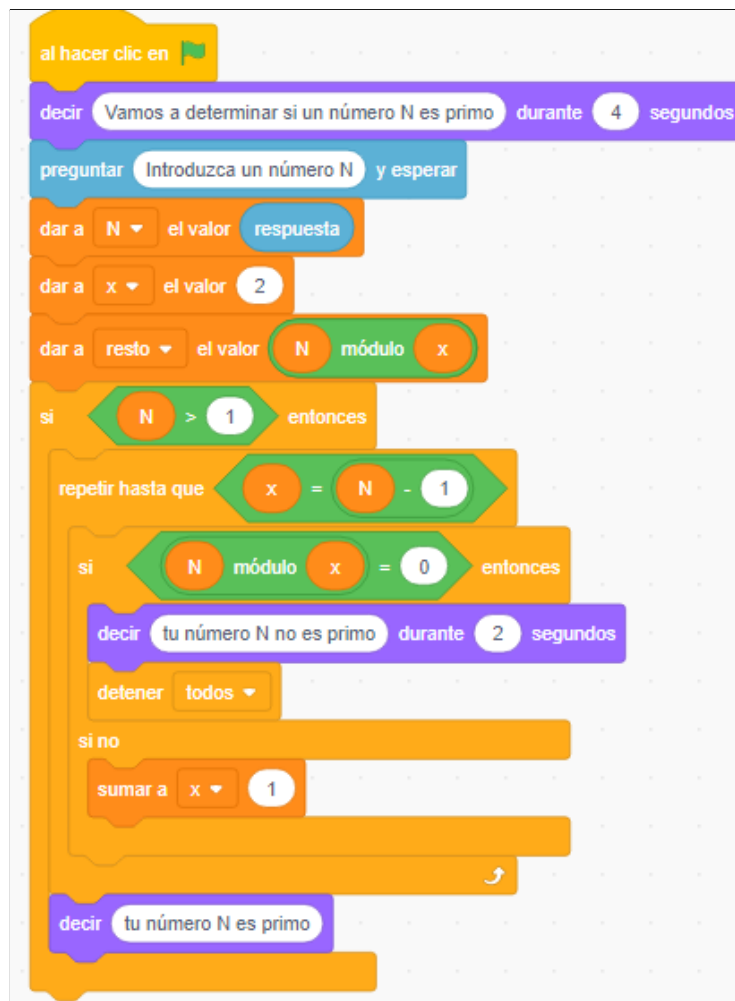 al hacer clic en
decir Vamos a determinar si un número N es primo durante 4 segundos
preguntar Introduzca un número N y esperar
dar a N el valor respuesta
dar a x el valor 2
dar a resto el valor N módulo x
si N > 1 entonces
repetir hasta que x = N - 1
si N módulo x = 0 entonces
decir tu número N no es primo durante 2 segundos
detener todos
si no
sumar a x 1
decir tu número N es primo